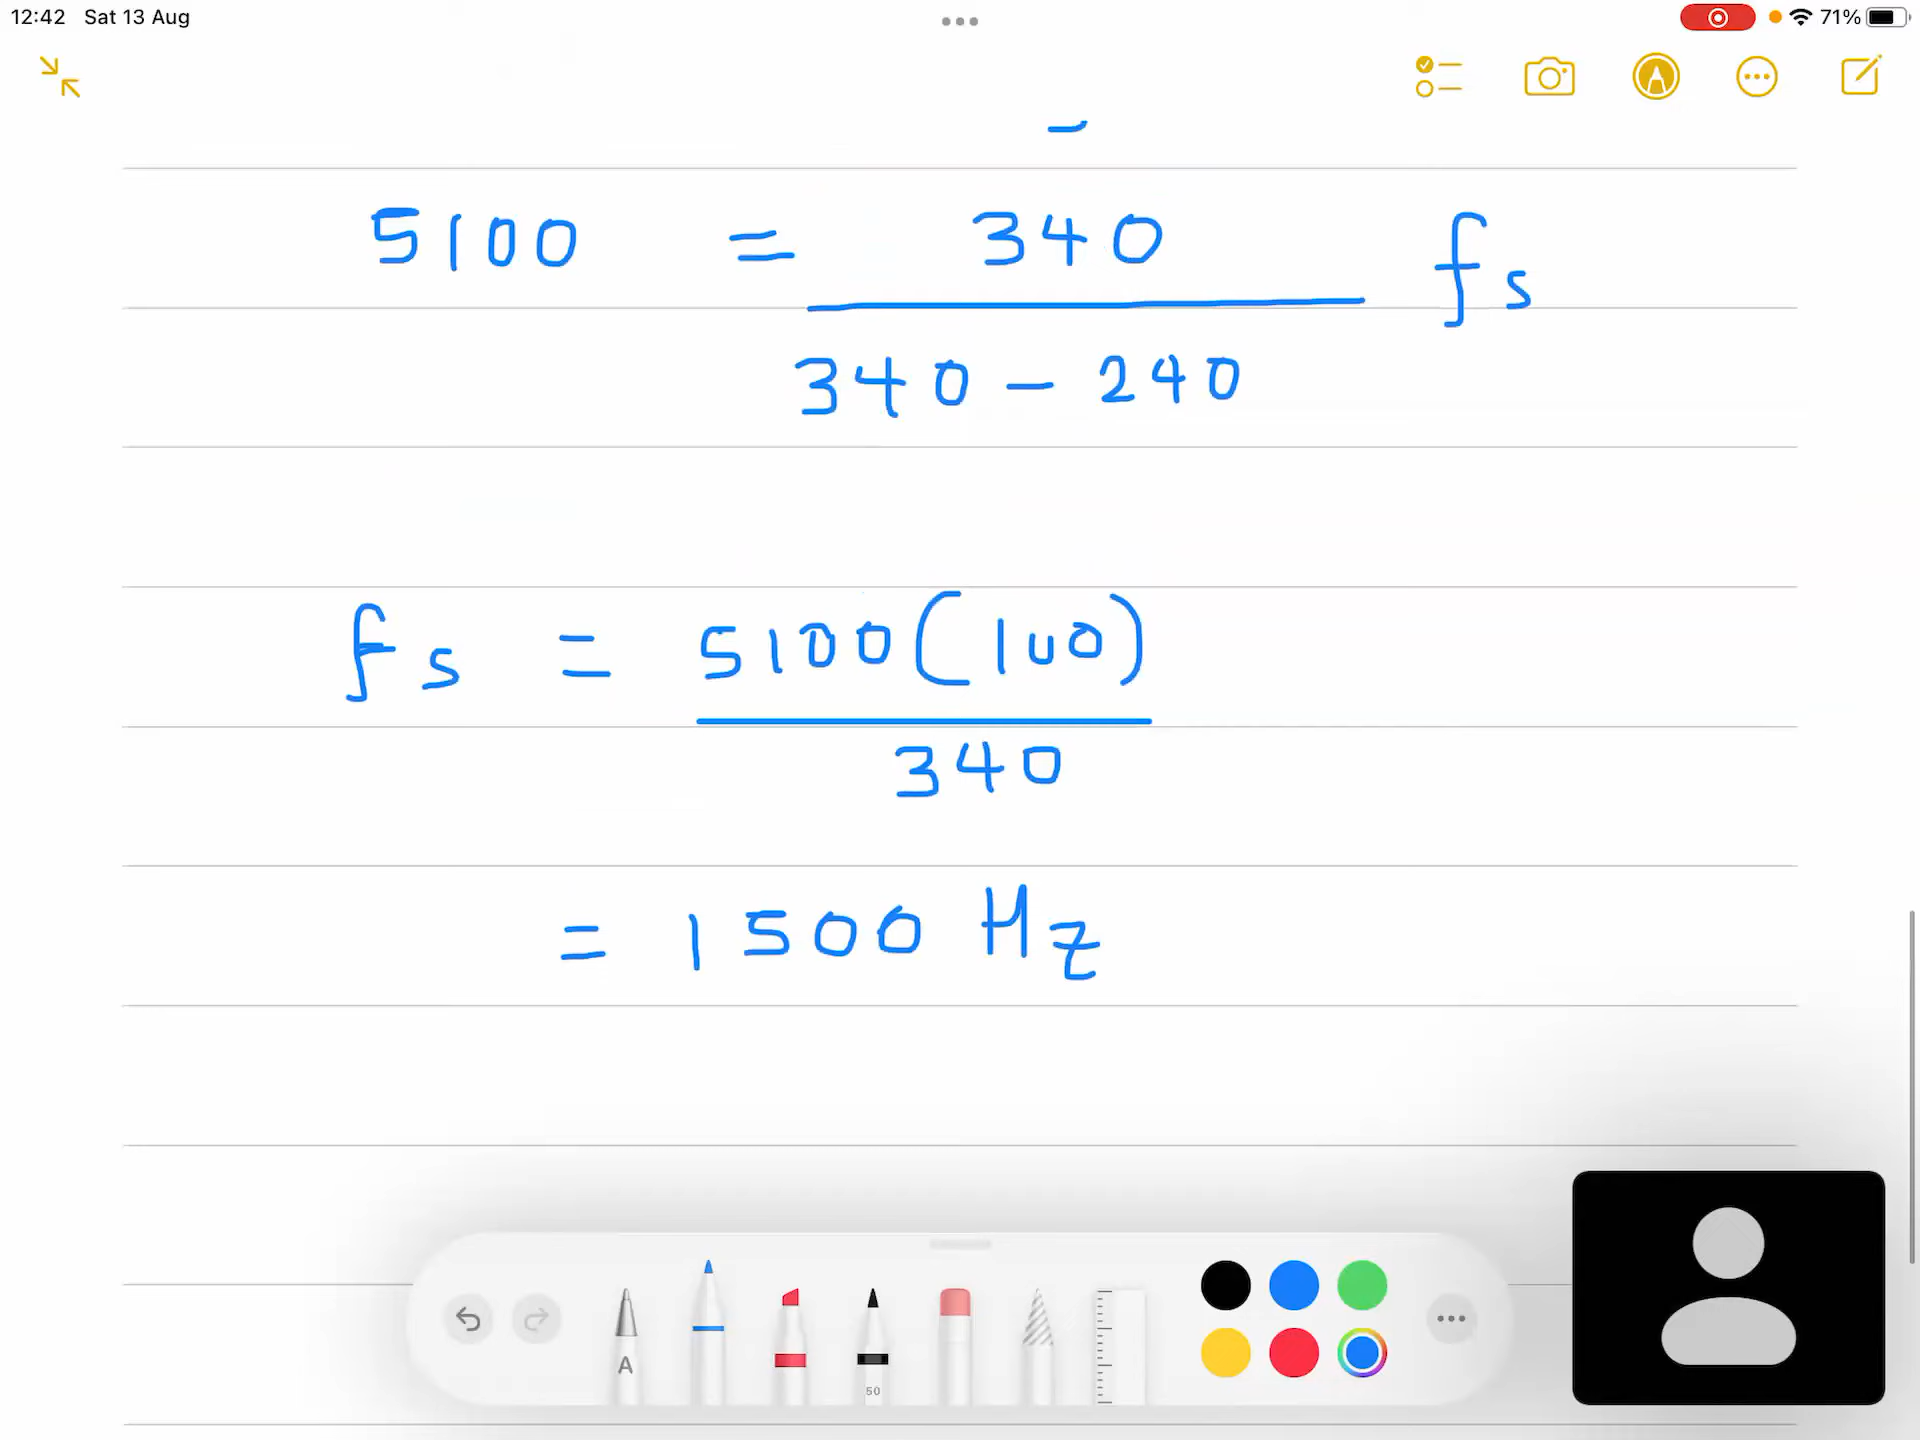 12:42 Sat 13 Aug 71%
5100 = 340 fs
340 - 240
fs = 5100(100)
340
= 1500 Hz
A
50